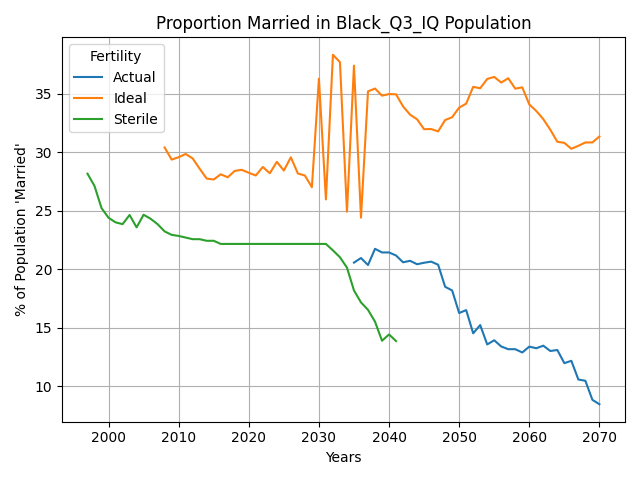 Proportion Married in Black_Q3_IQ Population
Fertility
Actual
Ideal
Sterile
% of Population 'Married'
35
30
25
20
15
10
2000 2010 2020 2030 2040 2050 2060 2070
Years